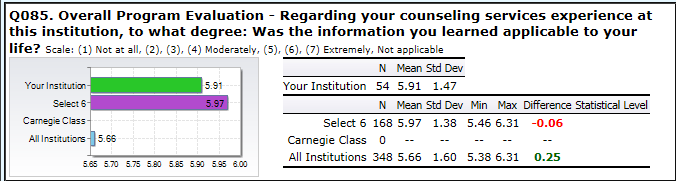 Q085. Overall Program Evaluation - Regarding your counseling services experience at
this institution, to what degree: Was the information you learned applicable to your
life? Scale: (1) Not at all, (2), (3), (4) Moderately, (5), (6), (7) Extremely, Not applicable
Your Institution 5.91
Select 6 5.97
Carnegie Class
All Institutions 5.66
5.65 5.70 5.75 5.80 5.85 5.90 5.95 6.00
N Mean Std Dev
Your Institution 54 5.91 1.47
N Mean Std Dev Min Max Difference Statistical Level
Select 6 168 5.97 1.38 5.46 6.31 -0.06
Carnegie Class 0 -- -- -- -- --
All Institutions 348 5.66 1.60 5.38 6.31 0.25